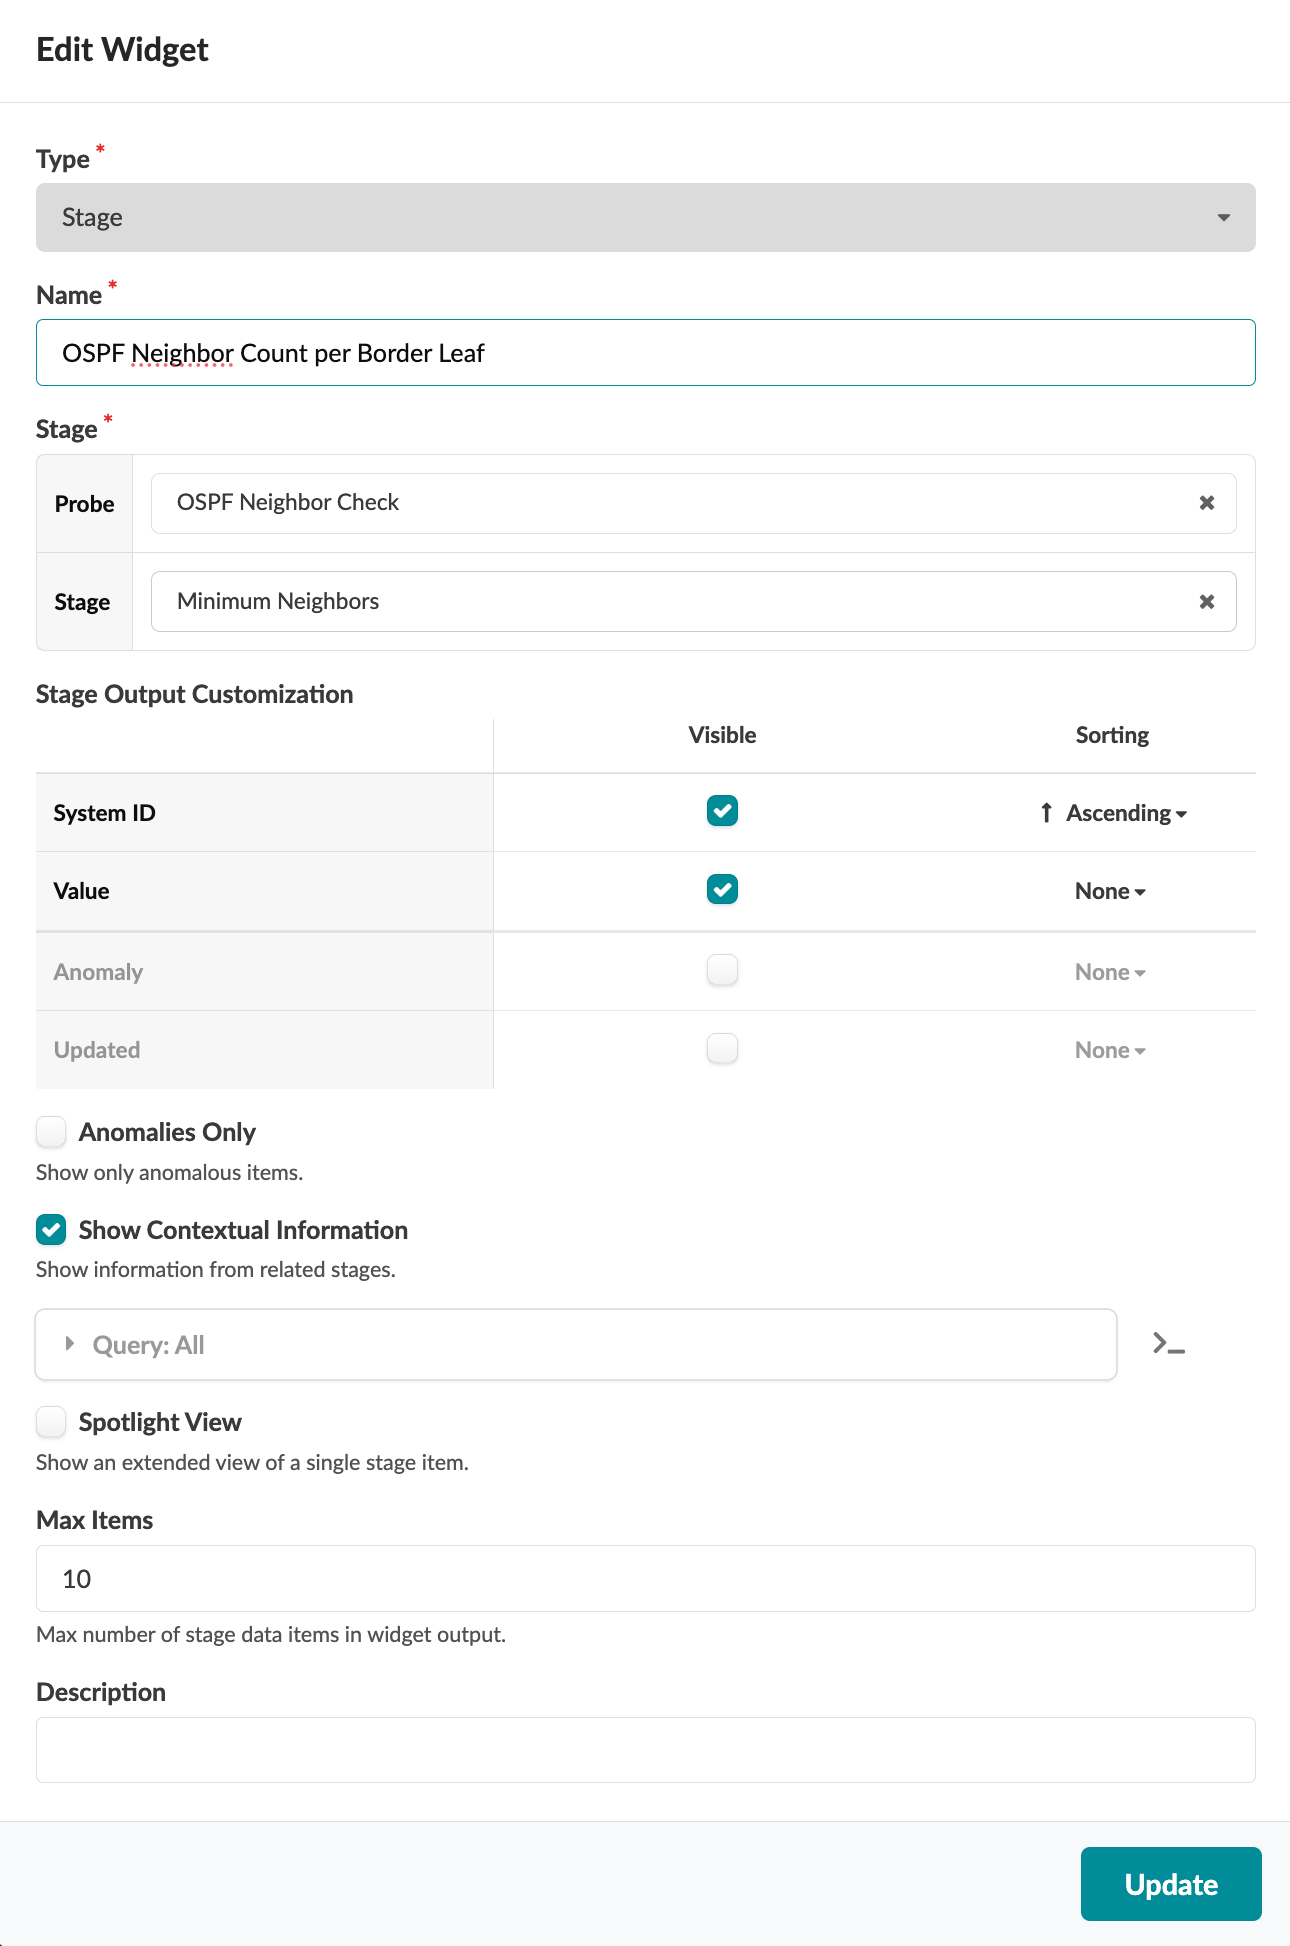 Edit Widget
Type *
Stage
Name *
OSPF Neighbor Count per Border Leaf
Stage *
Probe OSPF Neighbor Check
Stage Minimum Neighbors
Stage Output Customization
Visible Sorting
System ID Ascending
Value None
Anomaly None
Updated None
Anomalies Only
Show only anomalous items.
Show Contextual Information
Show information from related stages.
Query: All
Spotlight View
Show an extended view of a single stage item.
Max Items
10
Max number of stage data items in widget output.
Description
Update